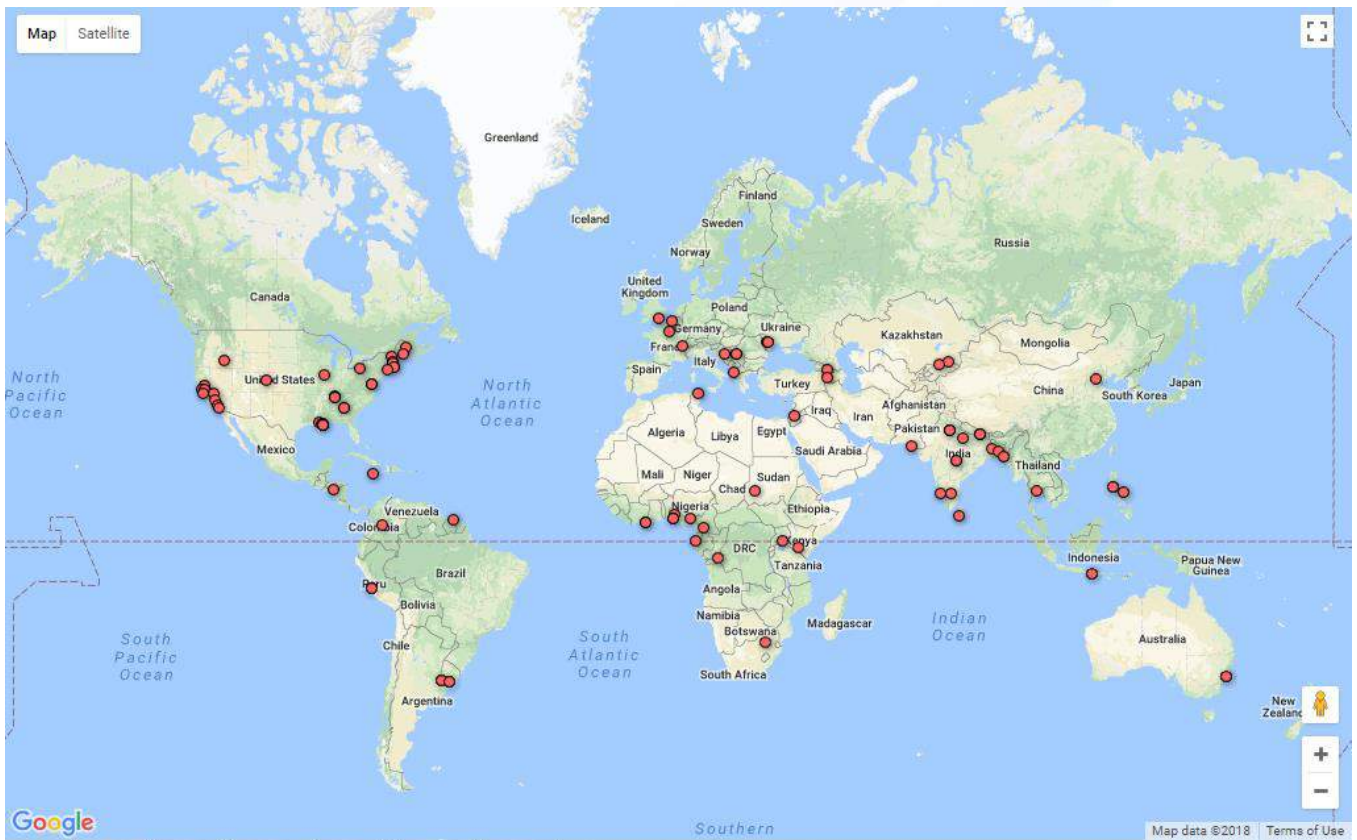 Map Satellite
Greenland
Finland
Iceland
Sweden
Russia
Norway
Canada
United
Kingdom
Poland
Germany
Ukraine
Kazakhstan
Mongolia
North
Pacific
Ocean
United States
North
Atlantic
Ocean
Italy
Spain
Turkey
China
Japan
South Korea
Afghanistan
Iraq
Iran
Pakistan
Algeria
Libya
Egypt
Saudi Arabia
India
Mexico
Mali
Niger
Chad
Sudan
Thailand
Nigeria
Ethiopia
Venezuela
Colombia
DRC
Kenya
Tanzania
Indonesia
Papua New
Guinea
Peru
Brazil
Angola
Bolivia
Namibia
Botswana
Madagascar
Indian
Ocean
Australia
South
Pacific
Ocean
Chile
South
Atlantic
Ocean
South Africa
Argentina
New
Zealand
Google
Southern
Map data ©2018 Terms of Use